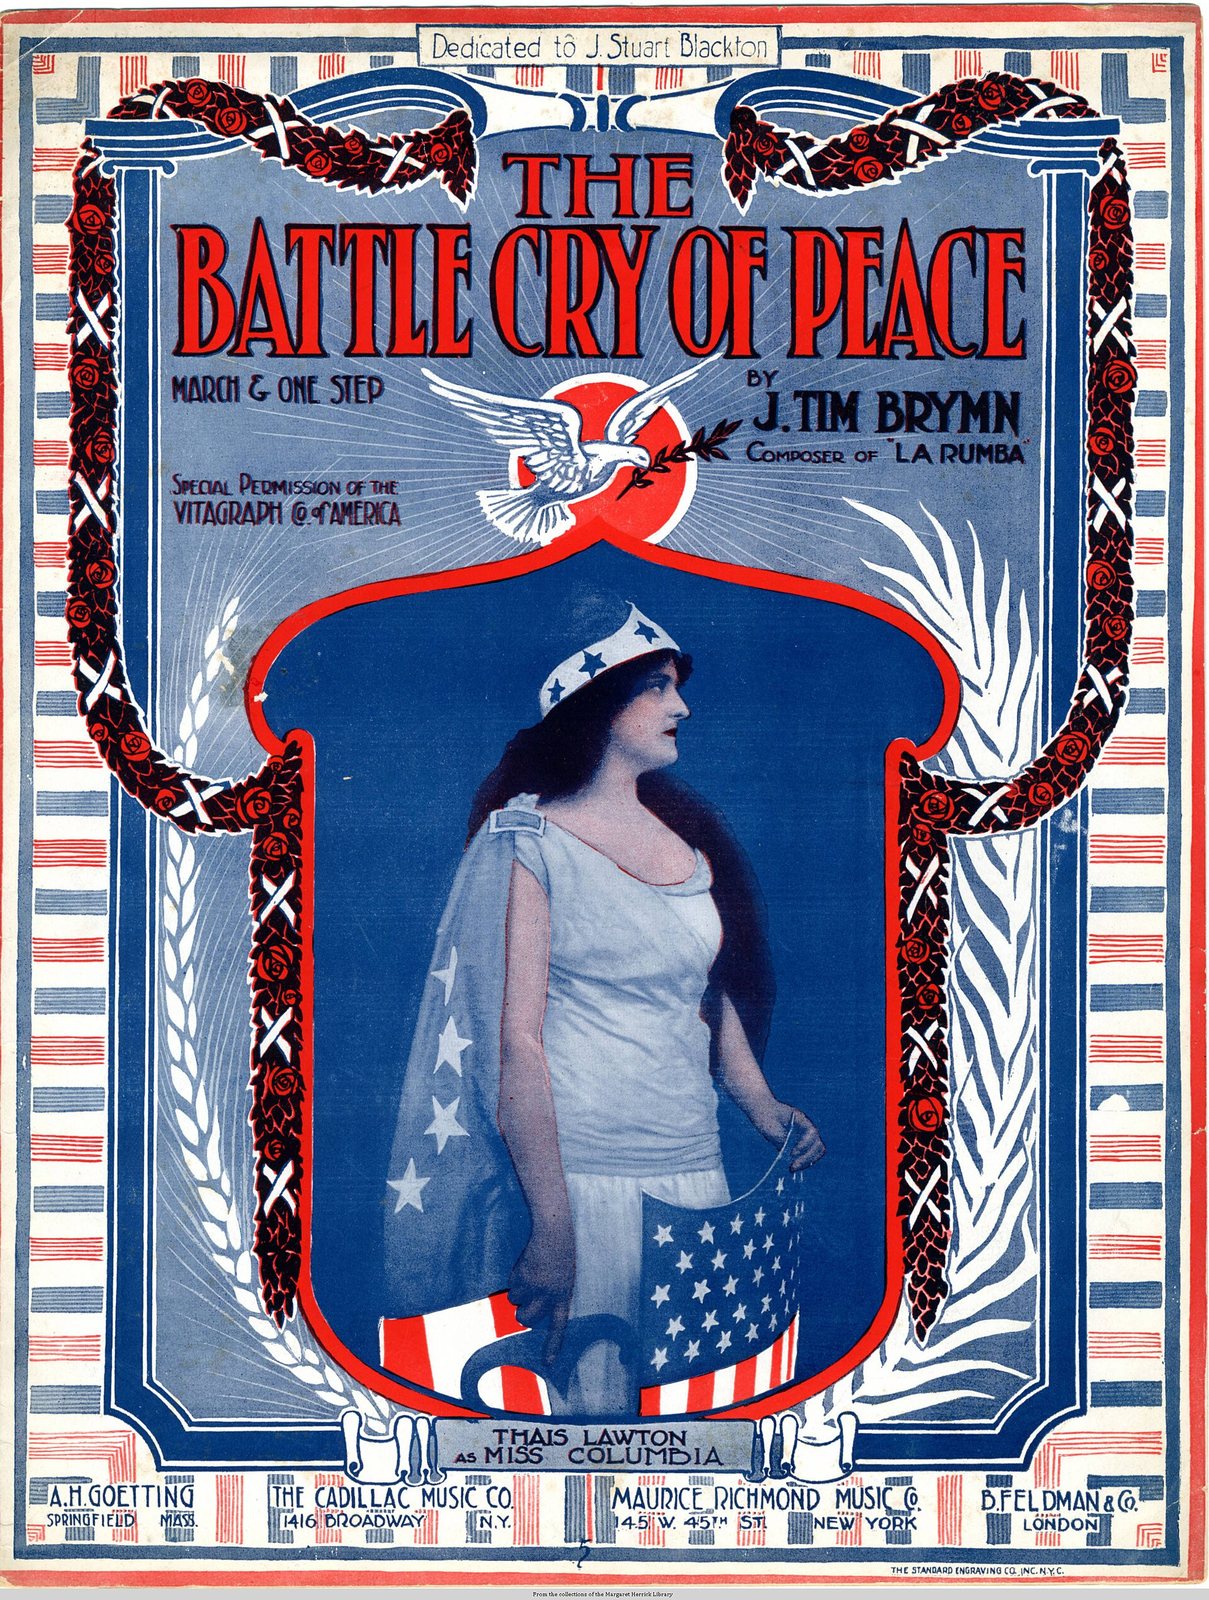 Dedicated to J. Stuart Blackton
THE
BATTLE CRY OF PEACE
MARCH & ONE STEP
BY
J. TIM BRYMN
COMPOSER OF "LA RUMBA"
SPECIAL PERMISSION OF THE
VITAGRAPH Co. of AMERICA
THAIS LAWTON
AS MISS COLUMBIA
A.H. GOETTING
SPRINGFIELD MASS.
THE CADILLAC MUSIC CO.
1416 BROADWAY N.Y.
MAURICE RICHMOND MUSIC Co.
145 W. 45TH ST. NEW YORK
B. FELDMAN & Co.
LONDON
5
THE STANDARD ENGRAVING CO. INC. N.Y.C.
From the collections of the Margaret Herrick Library